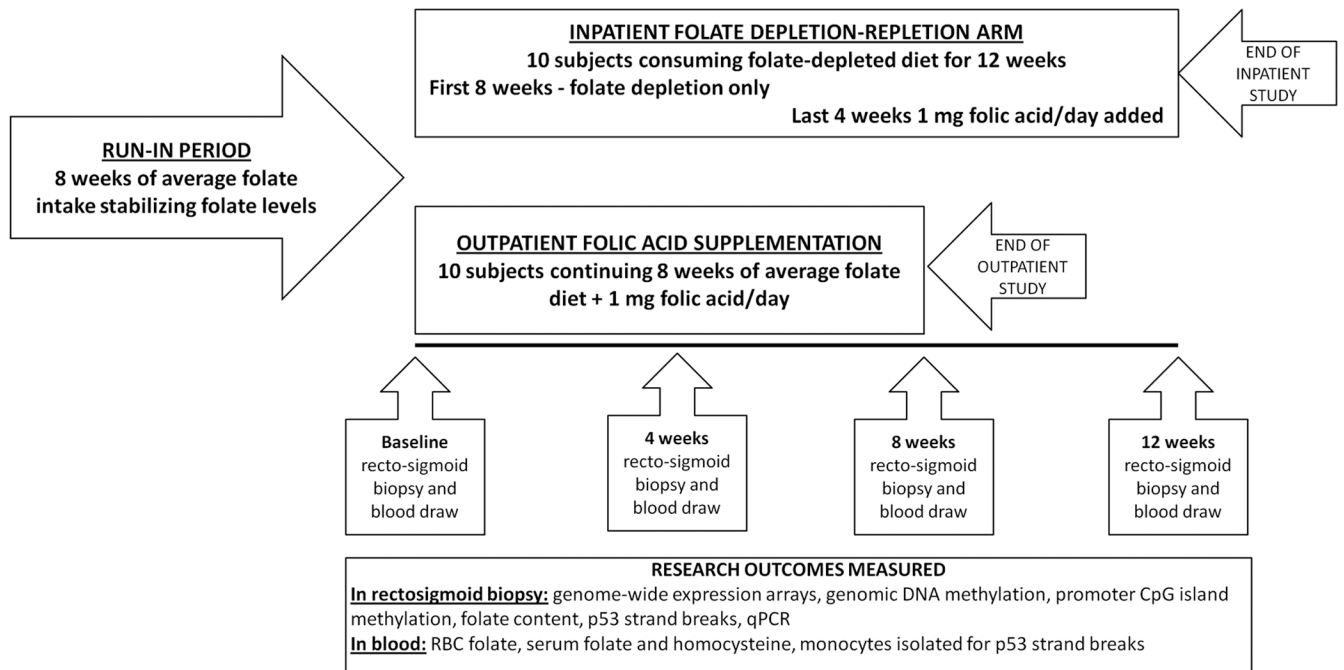 INPATIENT FOLATE DEPLETION-REPLETION ARM
10 subjects consuming folate-depleted diet for 12 weeks
First 8 weeks - folate depletion only
Last 4 weeks 1 mg folic acid/day added
END OF
INPATIENT
STUDY
RUN-IN PERIOD
8 weeks of average folate
intake stabilizing folate levels
OUTPATIENT FOLIC ACID SUPPLEMENTATION
10 subjects continuing 8 weeks of average folate
diet + 1 mg folic acid/day
END OF
OUTPATIENT
STUDY
Baseline
recto-sigmoid
biopsy and
blood draw
4 weeks
recto-sigmoid
biopsy and
blood draw
8 weeks
recto-sigmoid
biopsy and
blood draw
12 weeks
recto-sigmoid
biopsy and
blood draw
RESEARCH OUTCOMES MEASURED
In rectosigmoid biopsy: genome-wide expression arrays, genomic DNA methylation, promoter CpG island
methylation, folate content, p53 strand breaks, qPCR
In blood: RBC folate, serum folate and homocysteine, monocytes isolated for p53 strand breaks